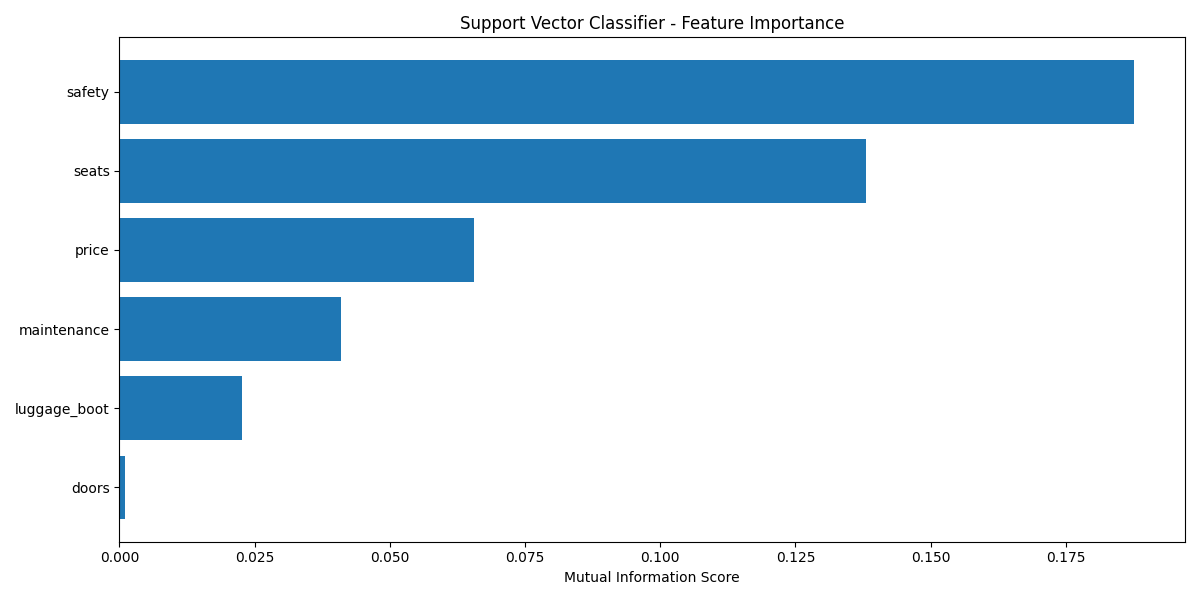 Support Vector Classifier - Feature Importance
safety
seats
price
maintenance
luggage_boot
doors
0.000 0.025 0.050 0.075 0.100 0.125 0.150 0.175
Mutual Information Score